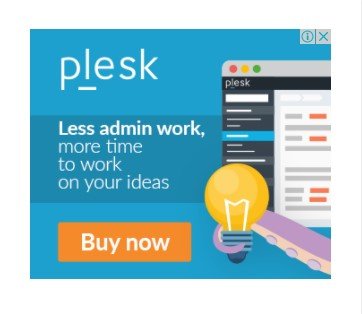 plesk
plesk
Less admin work,
more time
to work
on your ideas
Buy now